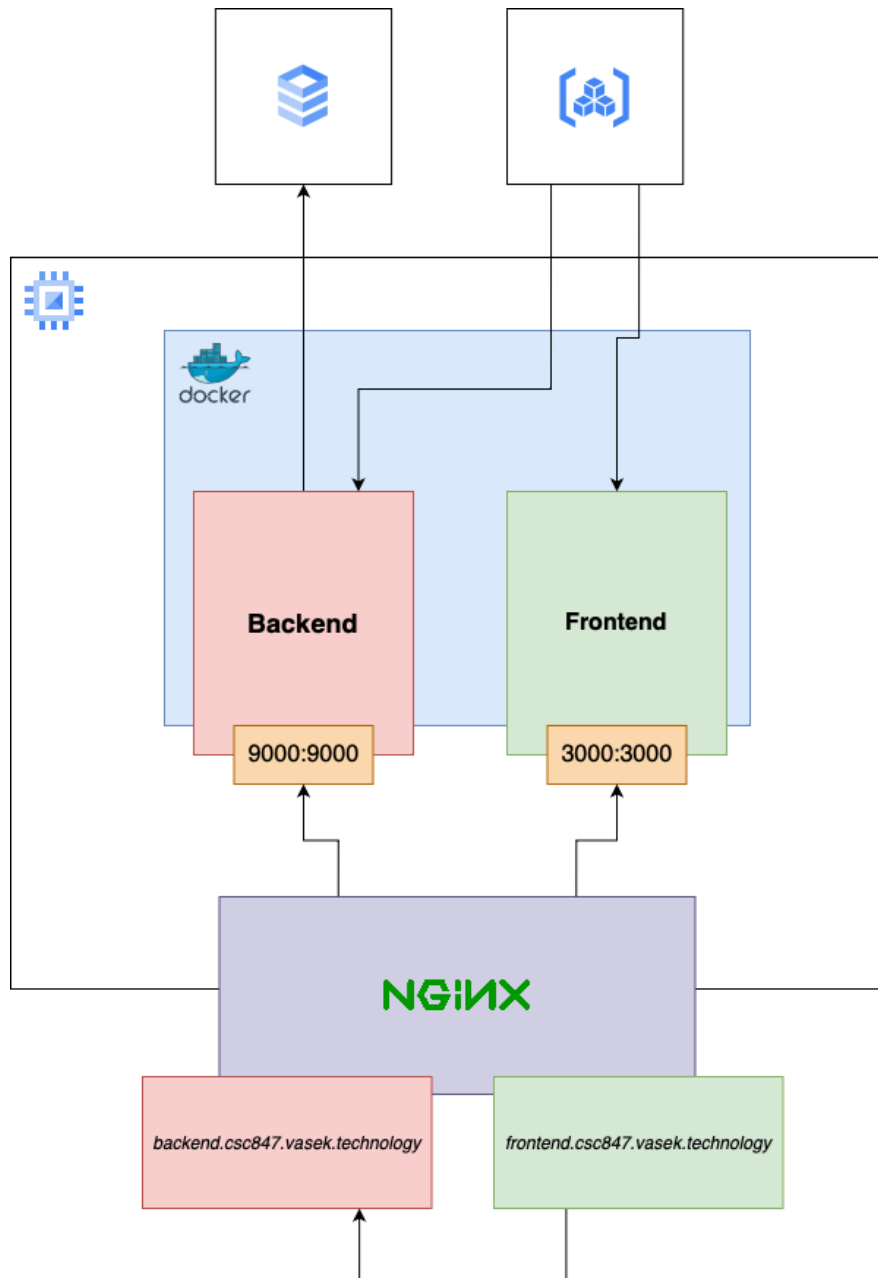 docker
Backend
Frontend
9000:9000
3000:3000
NGiNX
backend.csc847.vasek.technology
frontend.csc847.vasek.technology